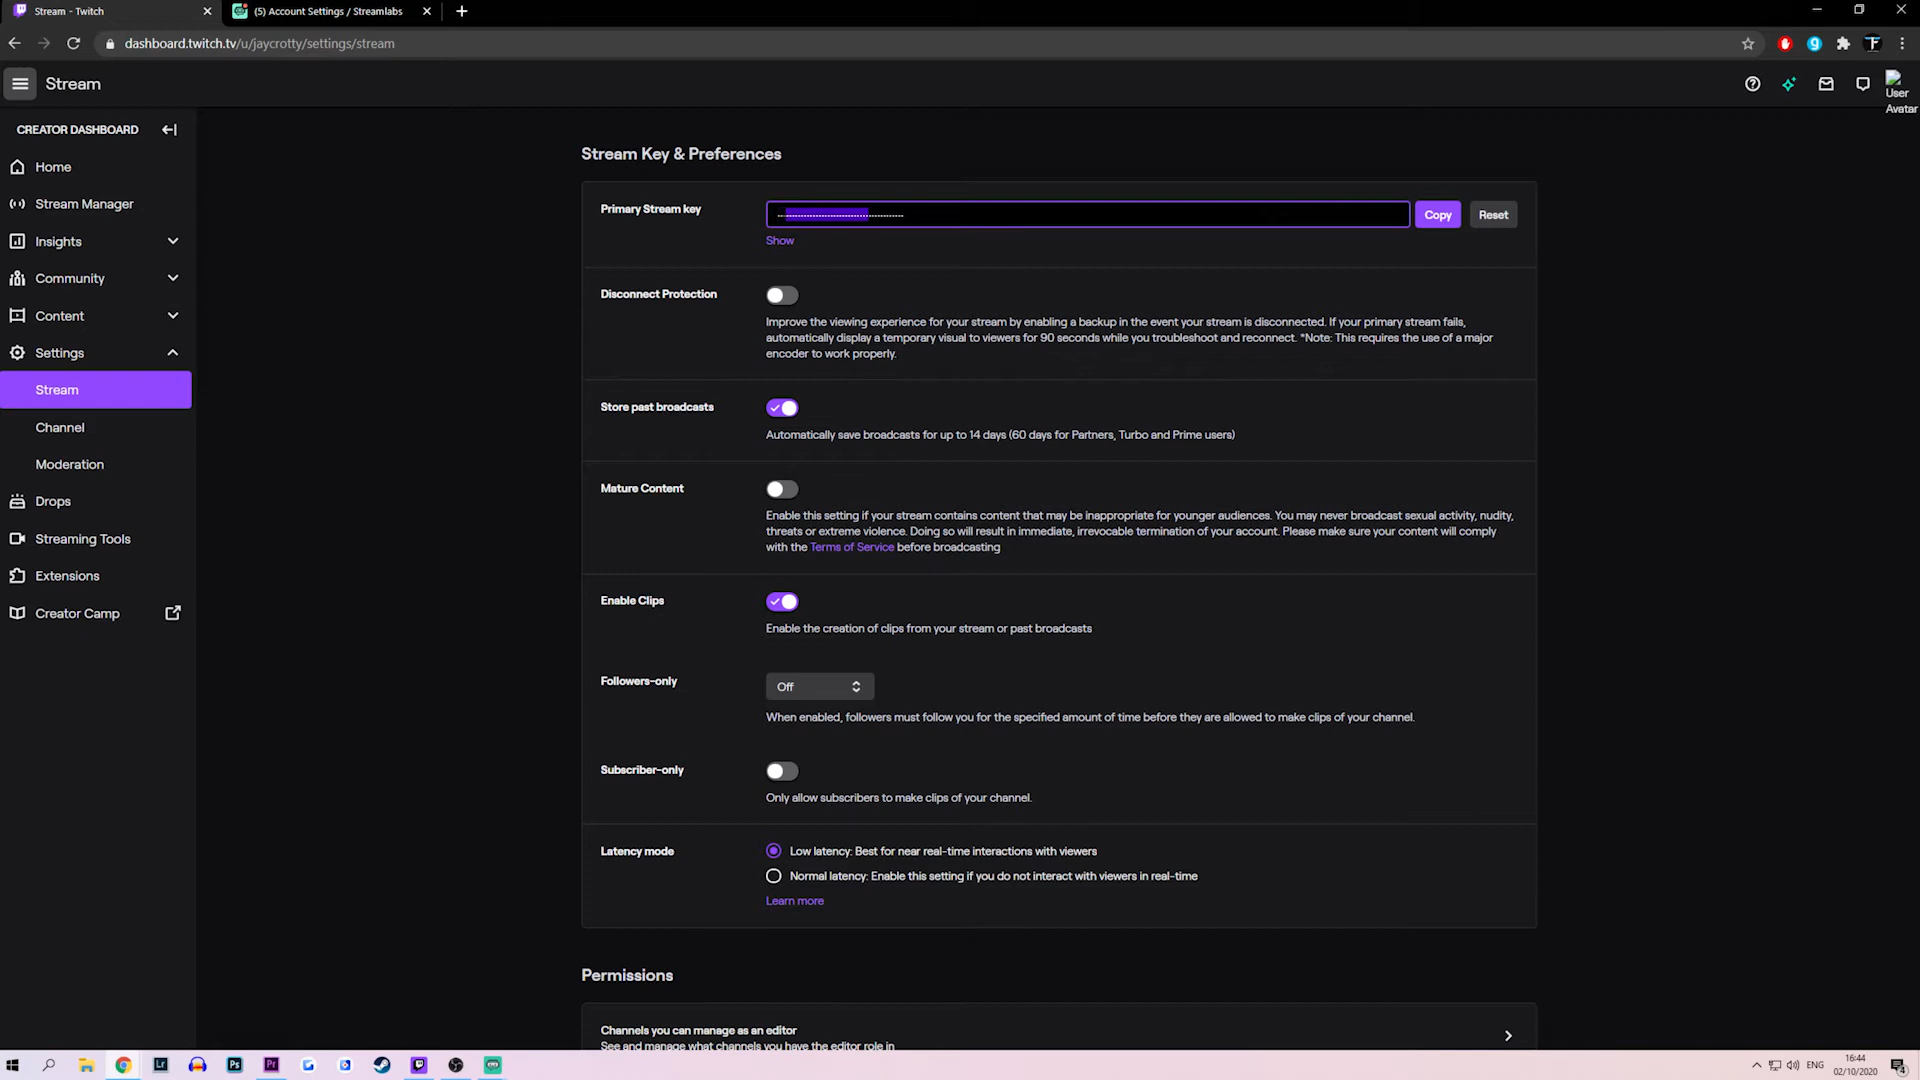 Stream - Twitch
(5) Account Settings / Streamlabs
dashboard.twitch.tv/u/jaycrotty/settings/stream
Stream
User
Avatar
CREATOR DASHBOARD
Home
Stream Manager
Insights
Community
Content
Settings
Stream
Channel
Moderation
Drops
Streaming Tools
Extensions
Creator Camp
Stream Key & Preferences
Primary Stream key
Copy
Reset
Show
Disconnect Protection
Improve the viewing experience for your stream by enabling a backup in the event your stream is disconnected. If your primary stream fails,
automatically display a temporary visual to viewers for 90 seconds while you troubleshoot and reconnect. *Note: This requires the use of a major
encoder to work properly.
Store past broadcasts
Automatically save broadcasts for up to 14 days (60 days for Partners, Turbo and Prime users)
Mature Content
Enable this setting if your stream contains content that may be inappropriate for younger audiences. You may never broadcast sexual activity, nudity,
threats or extreme violence. Doing so will result in immediate, irrevocable termination of your account. Please make sure your content will comply
with the Terms of Service before broadcasting
Enable Clips
Enable the creation of clips from your stream or past broadcasts
Followers-only
Off
When enabled, followers must follow you for the specified amount of time before they are allowed to make clips of your channel.
Subscriber-only
Only allow subscribers to make clips of your channel.
Latency mode
Low latency: Best for near real-time interactions with viewers
Normal latency: Enable this setting if you do not interact with viewers in real-time
Learn more
Permissions
Channels you can manage as an editor
See and manage what channels you have the editor role in
Lr
Ps
Pr
ENG
16:44
02/10/2020
4